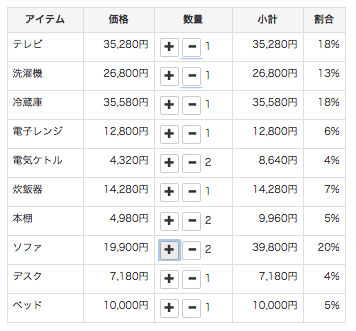 アイテム 価格 数量 小計 割合
テレビ 35,280円 + − 1 35,280円 18%
洗濯機 26,800円 + − 1 26,800円 13%
冷蔵庫 35,580円 + − 1 35,580円 18%
電子レンジ 12,800円 + − 1 12,800円 6%
電気ケトル 4,320円 + − 2 8,640円 4%
炊飯器 14,280円 + − 1 14,280円 7%
本棚 4,980円 + − 2 9,960円 5%
ソファ 19,900円 + − 2 39,800円 20%
デスク 7,180円 + − 1 7,180円 4%
ベッド 10,000円 + − 1 10,000円 5%